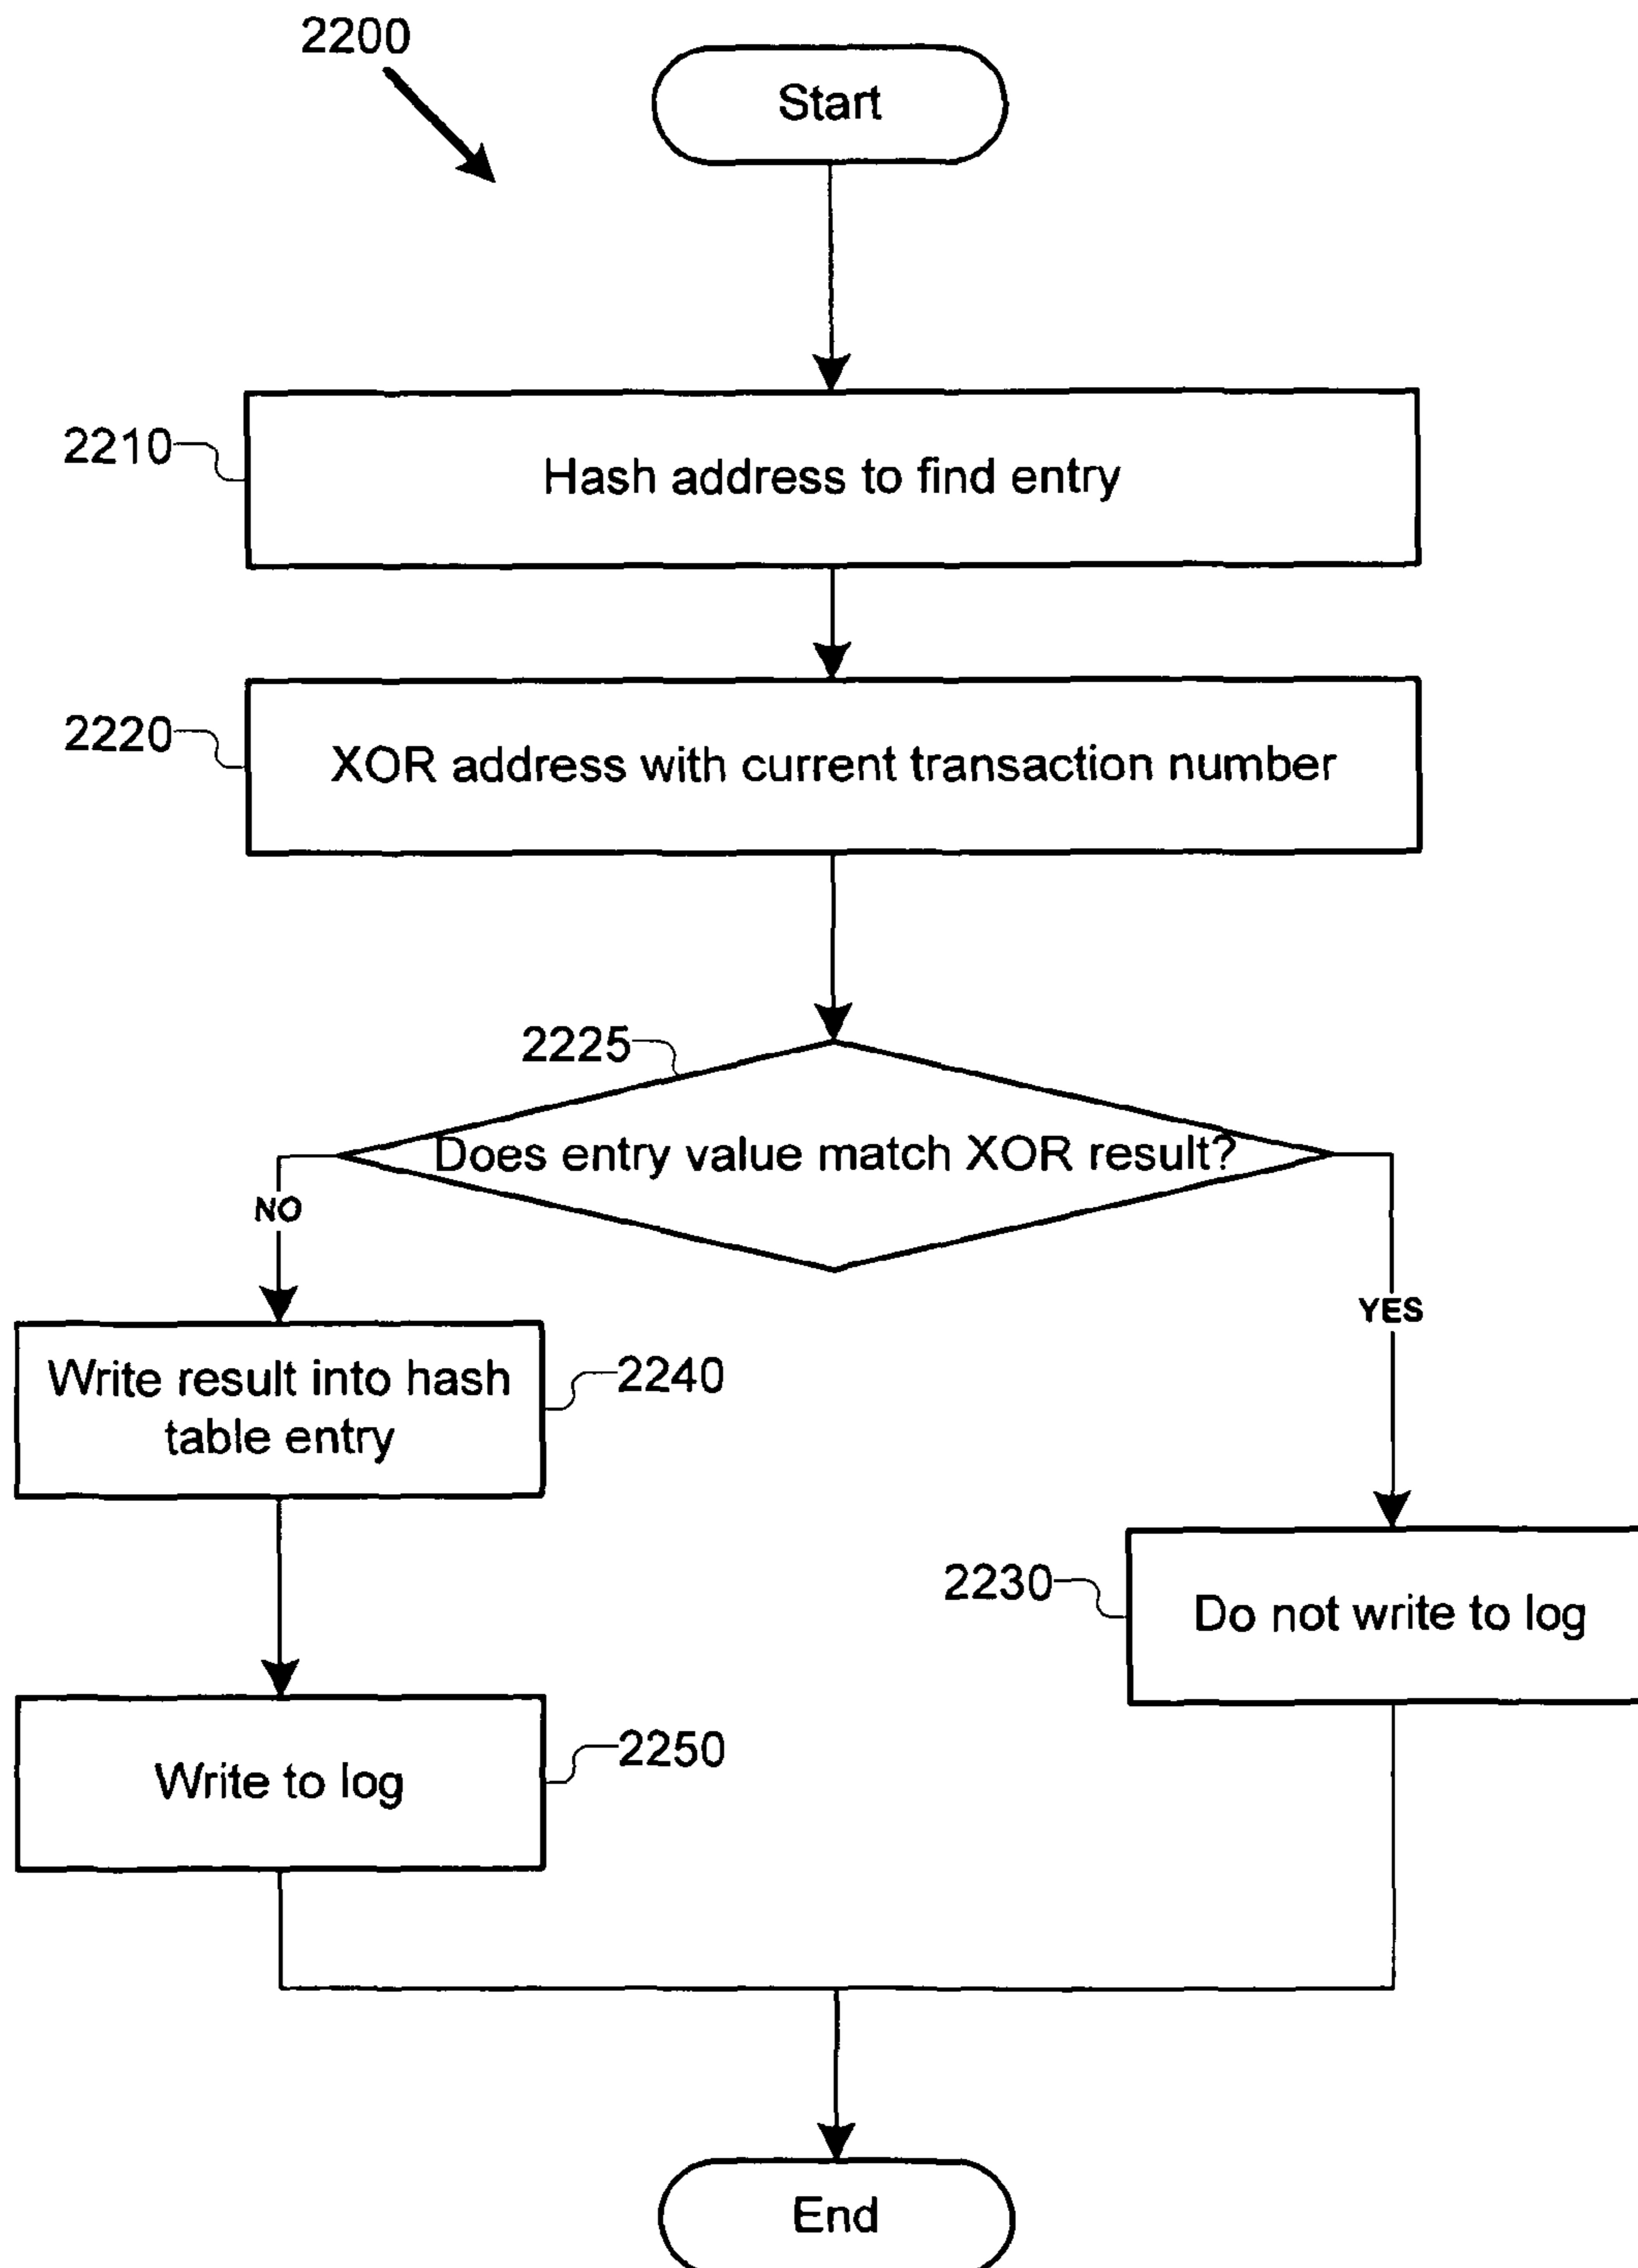 2200
Start
2210
Hash address to find entry
2220
XOR address with current transaction number
2225
Does entry value match XOR result?
NO
YES
Write result into hash
table entry
2240
2230
Do not write to log
2250
Write to log
End